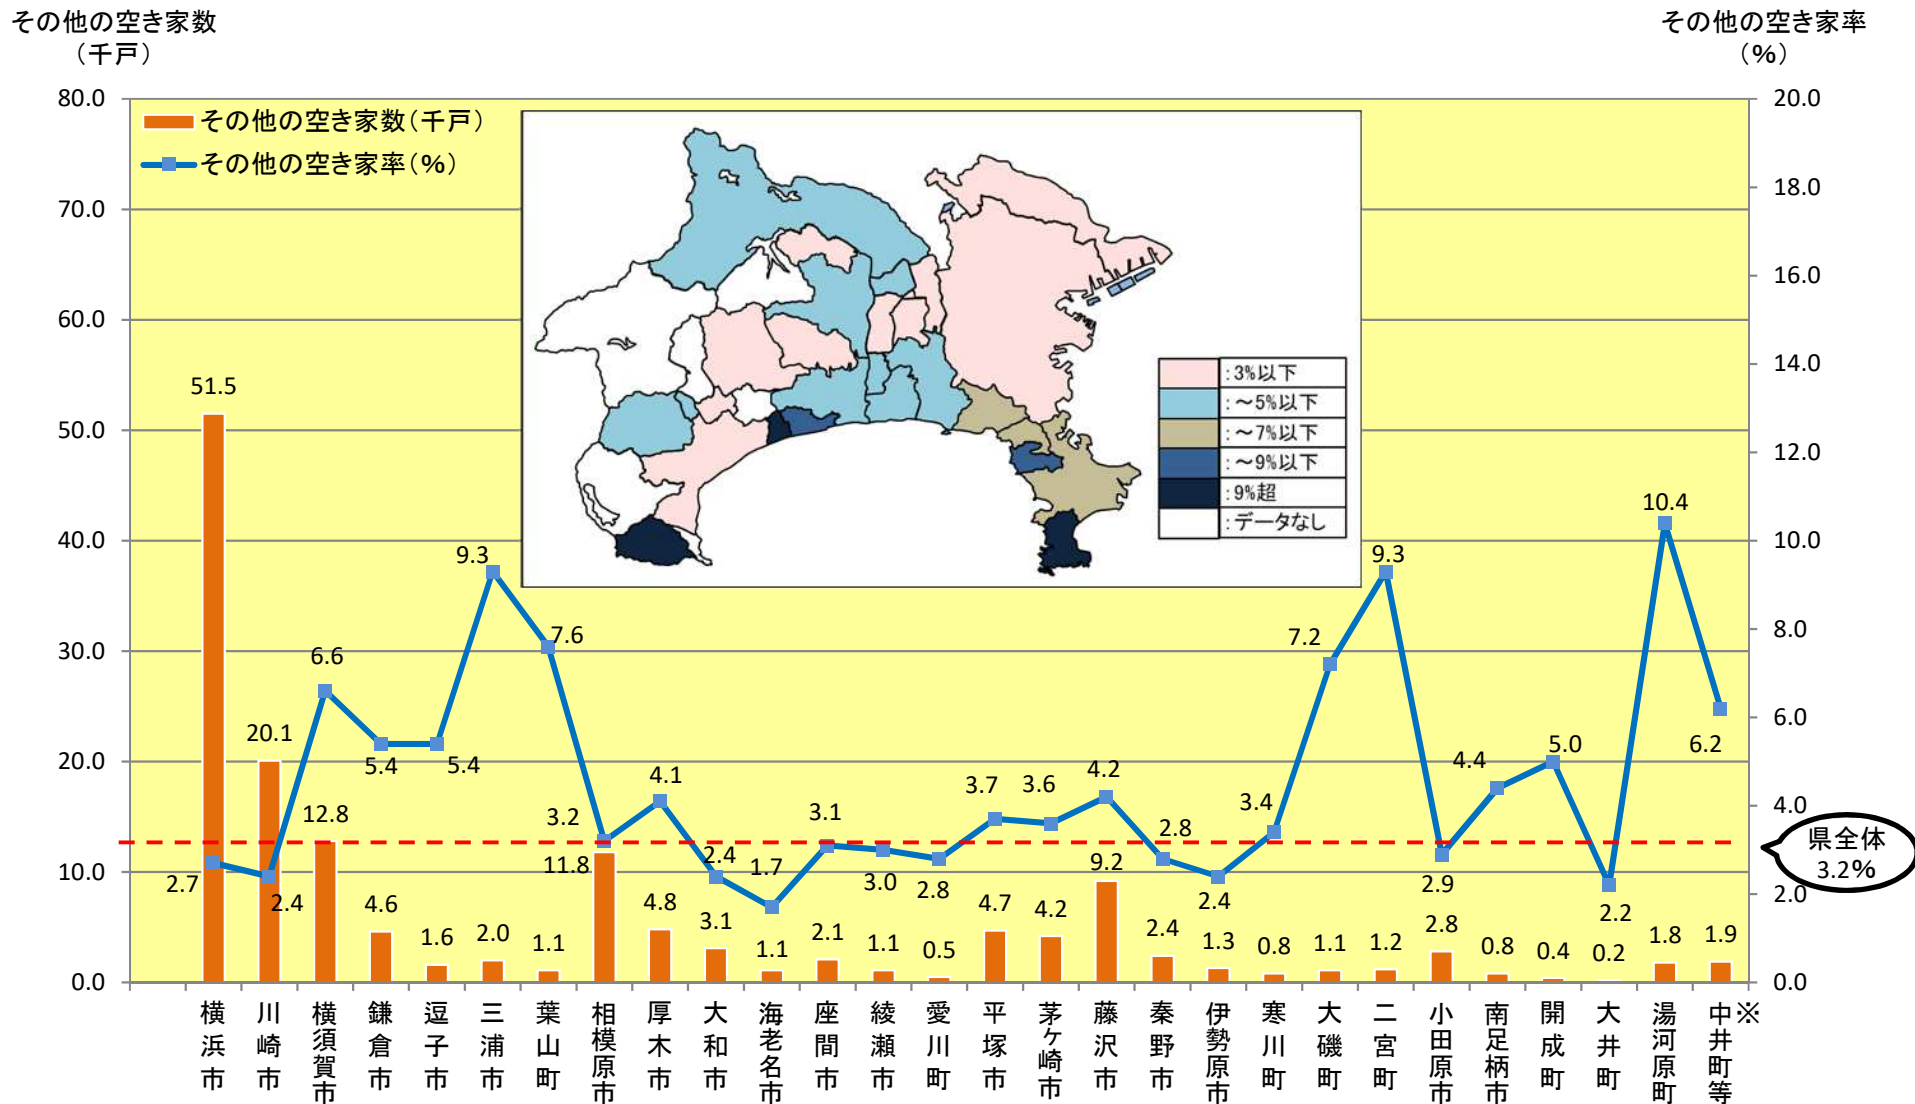 その他の空き家数
（千戸）
その他の空き家率
（%）
80.0
70.0
60.0
50.0
40.0
30.0
20.0
10.0
0.0
20.0
18.0
16.0
14.0
12.0
10.0
8.0
6.0
4.0
2.0
0.0
その他の空き家数（千戸）
その他の空き家率（%）
：3%以下
：～5%以下
：～7%以下
：～9%以下
：9%超
：データなし
51.5
20.1
12.8
4.6
1.6
2.0
1.1
11.8
4.8
3.1
1.1
2.1
1.1
0.5
4.7
4.2
9.2
2.4
1.3
0.8
1.1
1.2
2.8
0.8
0.4
0.2
1.8
1.9
2.7
2.4
6.6
5.4
5.4
9.3
7.6
3.2
4.1
2.4
1.7
3.1
3.0
2.8
3.7
3.6
4.2
2.8
2.4
3.4
7.2
9.3
2.9
4.4
5.0
2.2
10.4
6.2
県全体
3.2%
横浜市
川崎市
横須賀市
鎌倉市
逗子市
三浦市
葉山町
相模原市
厚木市
大和市
海老名市
座間市
綾瀬市
愛川町
平塚市
茅ケ崎市
藤沢市
秦野市
伊勢原市
寒川町
大磯町
二宮町
小田原市
南足柄市
開成町
大井町
湯河原町
中井町等※